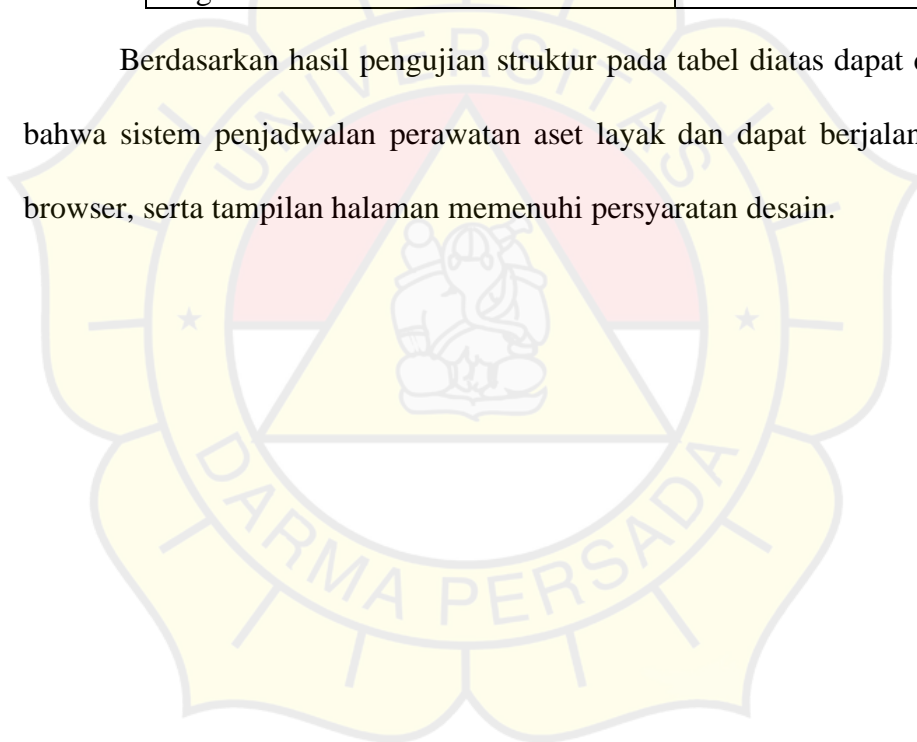 Berdasarkan hasil pengujian struktur pada tabel diatas dapat
bahwa sistem penjadwalan perawatan aset layak dan dapat berjalan
browser, serta tampilan halaman memenuhi persyaratan desain.
UNIVERSITAS
DARMA PERSADA